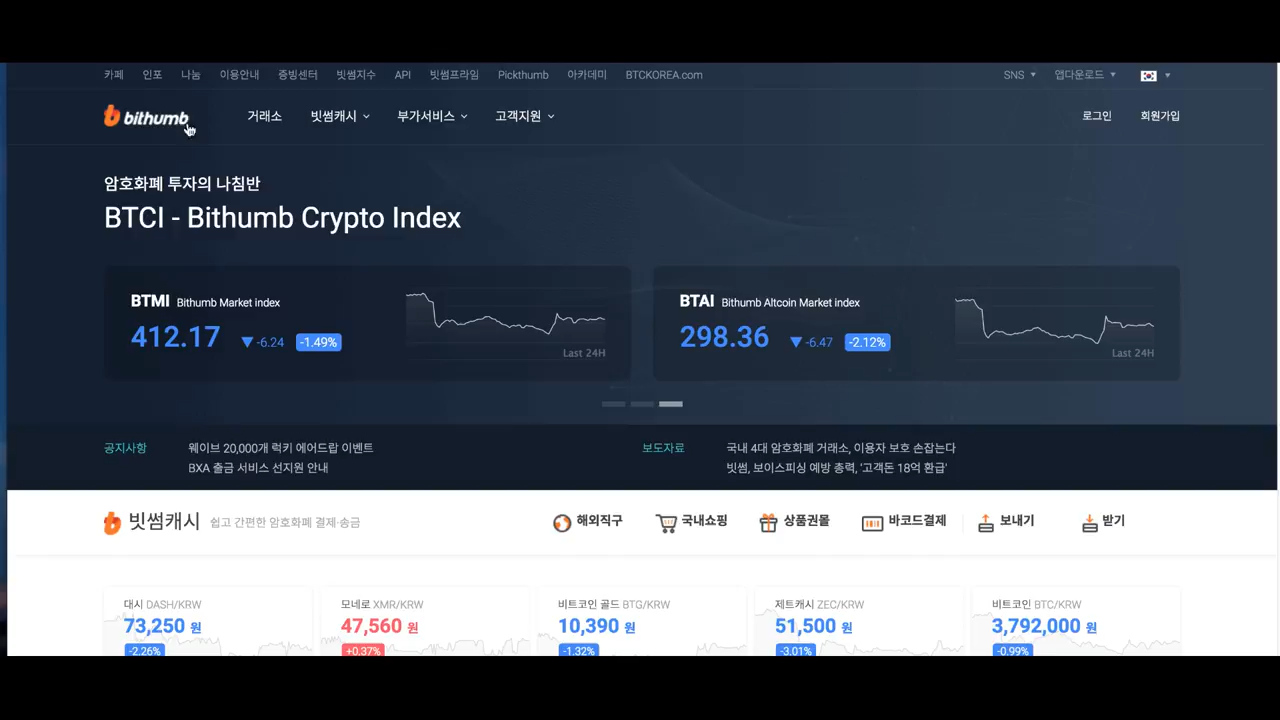 카페 인포 나눔 이용안내 증빙센터 빗썸지수 API 빗썸프라임 Pickthumb 아카데미 BTCKOREA.com SNS 앱다운로드
bithumb 거래소 빗썸캐시 부가서비스 고객지원 로그인 회원가입
암호화폐 투자의 나침반
BTCI - Bithumb Crypto Index
BTMI Bithumb Market index
412.17 ▼ -6.24 -1.49%
Last 24H
BTAI Bithumb Altcoin Market index
298.36 ▼ -6.47 -2.12%
Last 24H
공지사항 웨이브 20,000개 럭키 에어드랍 이벤트
BXA 출금 서비스 선지원 안내
보도자료 국내 4대 암호화폐 거래소, 이용자 보호 손잡는다
빗썸, 보이스피싱 예방 총력, '고객돈 18억 환급'
빗썸캐시 쉽고 간편한 암호화폐 결제·송금 해외직구 국내쇼핑 상품권몰 바코드결제 보내기 받기
대시 DASH/KRW
73,250 원
-2.26%
모네로 XMR/KRW
47,560 원
+0.37%
비트코인 골드 BTG/KRW
10,390 원
-1.32%
제트캐시 ZEC/KRW
51,500 원
-3.01%
비트코인 BTC/KRW
3,792,000 원
-0.99%